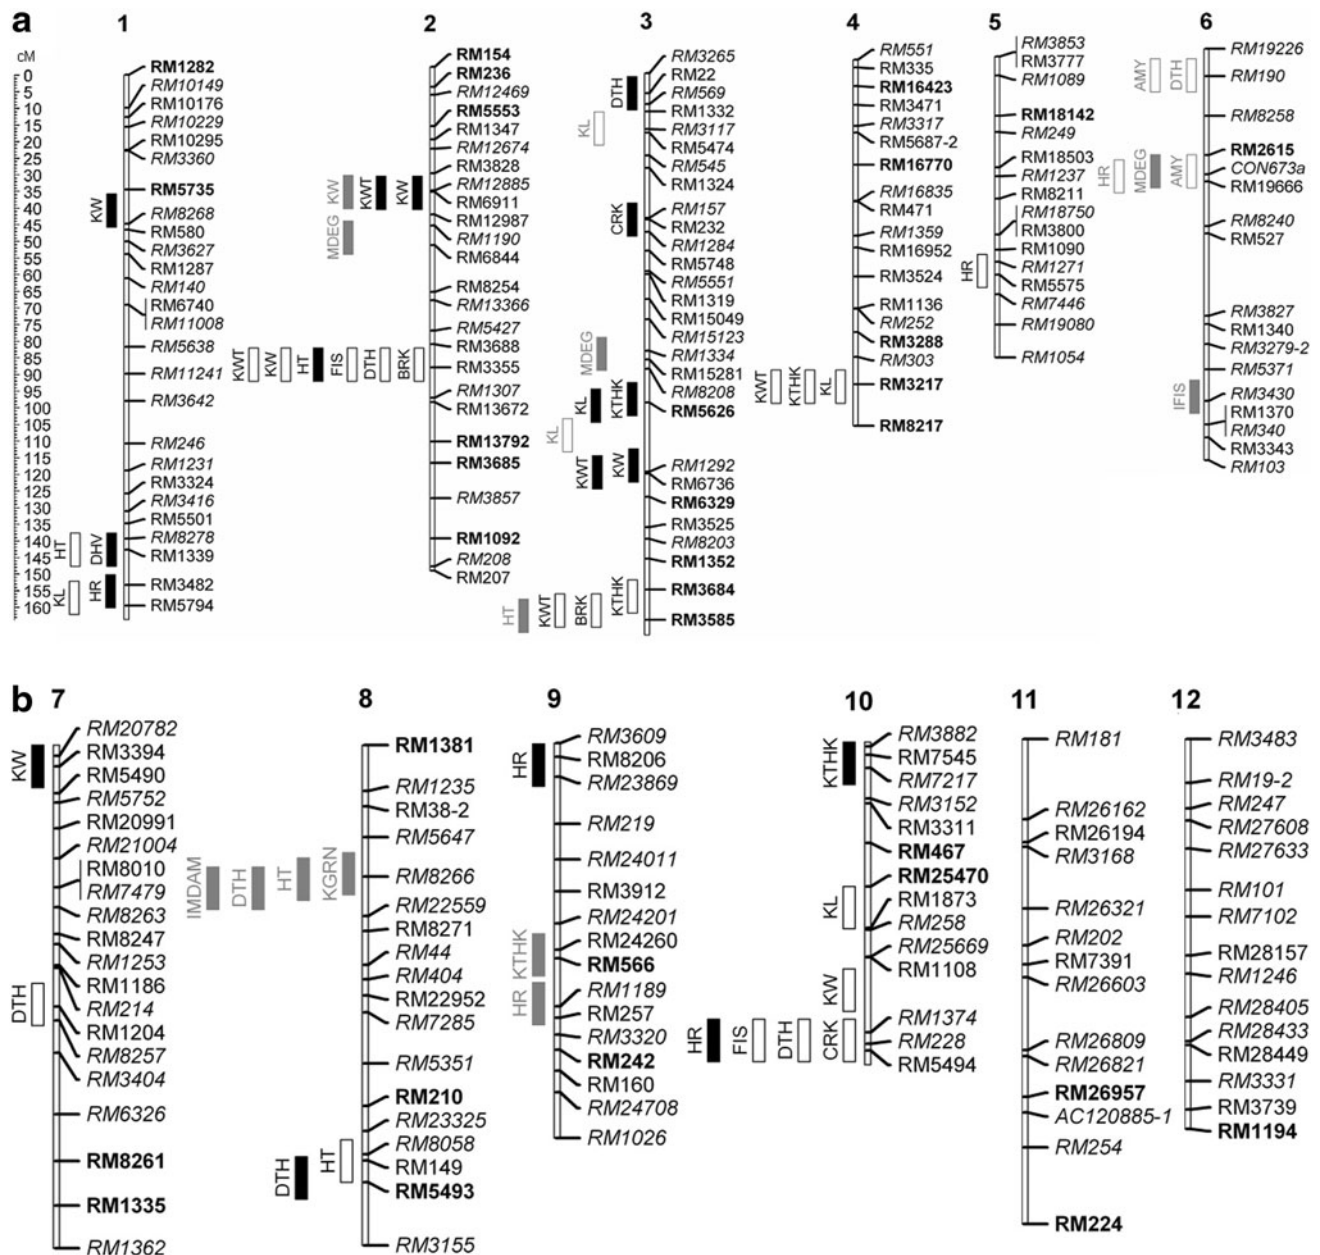 a
1
2
3
4
5
6
cM
0
5
10
15
20
25
30
35
40
45
50
55
60
65
70
75
80
85
90
95
100
105
110
115
120
125
130
135
140
145
150
155
160
RM1282
RM10149
RM10176
RM10229
RM10295
RM3360
RM5735
RM8268
RM580
RM3627
RM1287
RM140
RM6740
RM11008
RM5638
RM11241
RM3642
RM246
RM1231
RM3324
RM3416
RM5501
RM8278
RM1339
RM3482
RM5794
KW
HT
DHV
KL
HR
RM154
RM236
RM12469
RM5553
RM1347
RM12674
RM3828
RM12885
RM6911
RM12987
RM1190
RM6844
RM8254
RM13366
RM5427
RM3688
RM3355
RM1307
RM13672
RM13792
RM3685
RM3857
RM1092
RM208
RM207
KW
KWT
KW
MDEG
KWT
KW
HT
FIS
DTH
BRK
RM3265
RM22
RM569
RM1332
RM3117
RM5474
RM545
RM1324
RM157
RM232
RM1284
RM5748
RM5551
RM1319
RM15049
RM15123
RM1334
RM15281
RM8208
RM5626
RM1292
RM6736
RM6329
RM3525
RM8203
RM1352
RM3684
RM3585
DTH
KL
CRK
MDEG
KL
KTHK
KL
KWT
KW
HT
KWT
BRK
KTHK
RM551
RM335
RM16423
RM3471
RM3317
RM5687-2
RM16770
RM16835
RM471
RM1359
RM16952
RM3524
RM1136
RM252
RM3288
RM303
RM3217
RM8217
KWT
KTHK
KL
RM3853
RM3777
RM1089
RM18142
RM249
RM18503
RM1237
RM8211
RM18750
RM3800
RM1090
RM1271
RM5575
RM7446
RM19080
RM1054
HR
RM19226
RM190
RM8258
RM2615
CON673a
RM19666
RM8240
RM527
RM3827
RM1340
RM3279-2
RM5371
RM3430
RM1370
RM340
RM3343
RM103
AMY
DTH
HR
MDEG
AMY
IFIS
b
7
8
9
10
11
12
RM20782
RM3394
RM5490
RM5752
RM20991
RM21004
RM8010
RM7479
RM8263
RM8247
RM1253
RM1186
RM214
RM1204
RM8257
RM3404
RM6326
RM8261
RM1335
RM1362
KW
DTH
RM1381
RM1235
RM38-2
RM5647
RM8266
RM22559
RM8271
RM44
RM404
RM22952
RM7285
RM5351
RM210
RM23325
RM8058
RM149
RM5493
RM3155
IMDAM
DTH
HT
KGRN
DTH
HT
RM3609
RM8206
RM23869
RM219
RM24011
RM3912
RM24201
RM24260
RM566
RM1189
RM257
RM3320
RM242
RM160
RM24708
RM1026
HR
KTHK
HR
RM3882
RM7545
RM7217
RM3152
RM3311
RM467
RM25470
RM1873
RM258
RM25669
RM1108
RM1374
RM228
RM5494
KTHK
KL
KW
HR
FIS
DTH
CRK
RM181
RM26162
RM26194
RM3168
RM26321
RM202
RM7391
RM26603
RM26809
RM26821
RM26957
AC120885-1
RM254
RM224
RM3483
RM19-2
RM247
RM27608
RM27633
RM101
RM7102
RM28157
RM1246
RM28405
RM28433
RM28449
RM3331
RM3739
RM1194